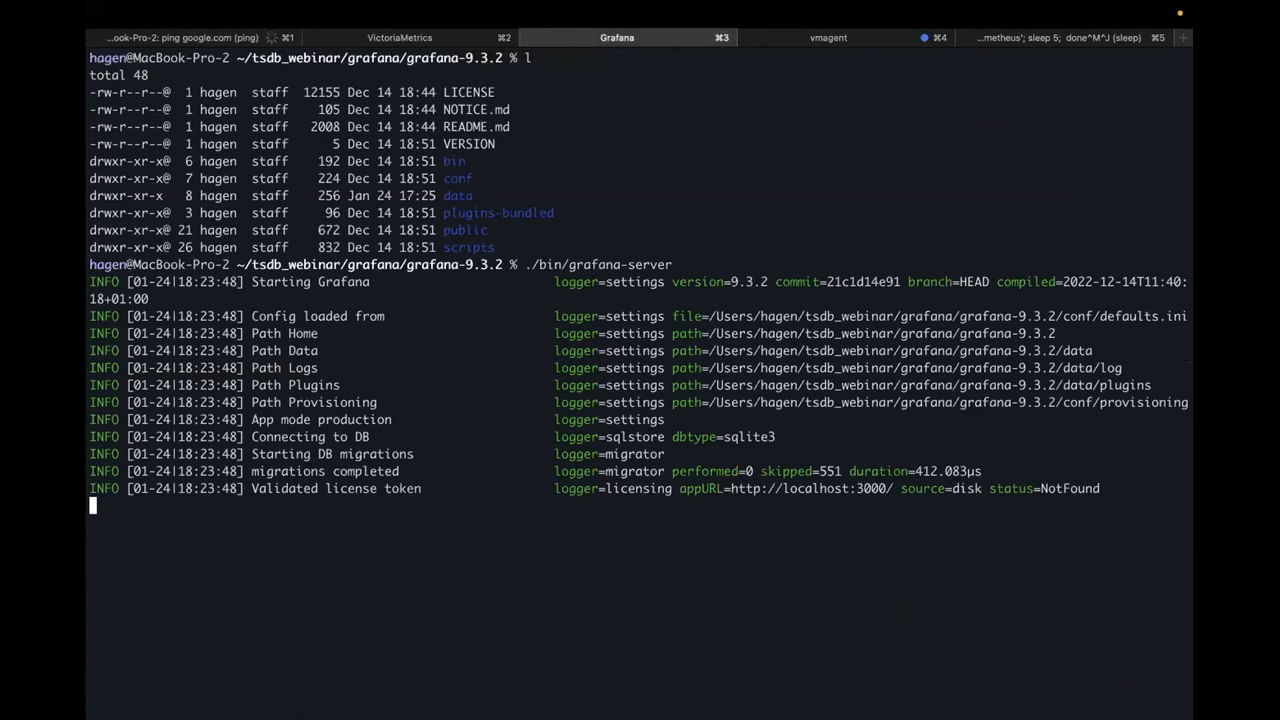 ...ook-Pro-2: ping google.com (ping) ⌘1 VictoriaMetrics ⌘2 Grafana ⌘3 vmagent ⌘4 ...metheus'; sleep 5; done^M^J (sleep) ⌘5 +
hagen@MacBook-Pro-2 ~/tsdb_webinar/grafana/grafana-9.3.2 % l
total 48
-rw-r--r--@ 1 hagen staff 12155 Dec 14 18:44 LICENSE
-rw-r--r--@ 1 hagen staff 105 Dec 14 18:44 NOTICE.md
-rw-r--r--@ 1 hagen staff 2008 Dec 14 18:44 README.md
-rw-r--r--@ 1 hagen staff 5 Dec 14 18:51 VERSION
drwxr-xr-x@ 6 hagen staff 192 Dec 14 18:51 bin
drwxr-xr-x@ 7 hagen staff 224 Dec 14 18:51 conf
drwxr-xr-x 8 hagen staff 256 Jan 24 17:25 data
drwxr-xr-x@ 3 hagen staff 96 Dec 14 18:51 plugins-bundled
drwxr-xr-x@ 21 hagen staff 672 Dec 14 18:51 public
drwxr-xr-x@ 26 hagen staff 832 Dec 14 18:51 scripts
hagen@MacBook-Pro-2 ~/tsdb_webinar/grafana/grafana-9.3.2 % ./bin/grafana-server
INFO [01-24|18:23:48] Starting Grafana logger=settings version=9.3.2 commit=21c1d14e91 branch=HEAD compiled=2022-12-14T11:40:
18+01:00
INFO [01-24|18:23:48] Config loaded from logger=settings file=/Users/hagen/tsdb_webinar/grafana/grafana-9.3.2/conf/defaults.ini
INFO [01-24|18:23:48] Path Home logger=settings path=/Users/hagen/tsdb_webinar/grafana/grafana-9.3.2
INFO [01-24|18:23:48] Path Data logger=settings path=/Users/hagen/tsdb_webinar/grafana/grafana-9.3.2/data
INFO [01-24|18:23:48] Path Logs logger=settings path=/Users/hagen/tsdb_webinar/grafana/grafana-9.3.2/data/log
INFO [01-24|18:23:48] Path Plugins logger=settings path=/Users/hagen/tsdb_webinar/grafana/grafana-9.3.2/data/plugins
INFO [01-24|18:23:48] Path Provisioning logger=settings path=/Users/hagen/tsdb_webinar/grafana/grafana-9.3.2/conf/provisioning
INFO [01-24|18:23:48] App mode production logger=settings
INFO [01-24|18:23:48] Connecting to DB logger=sqlstore dbtype=sqlite3
INFO [01-24|18:23:48] Starting DB migrations logger=migrator
INFO [01-24|18:23:48] migrations completed logger=migrator performed=0 skipped=551 duration=412.083µs
INFO [01-24|18:23:48] Validated license token logger=licensing appURL=http://localhost:3000/ source=disk status=NotFound